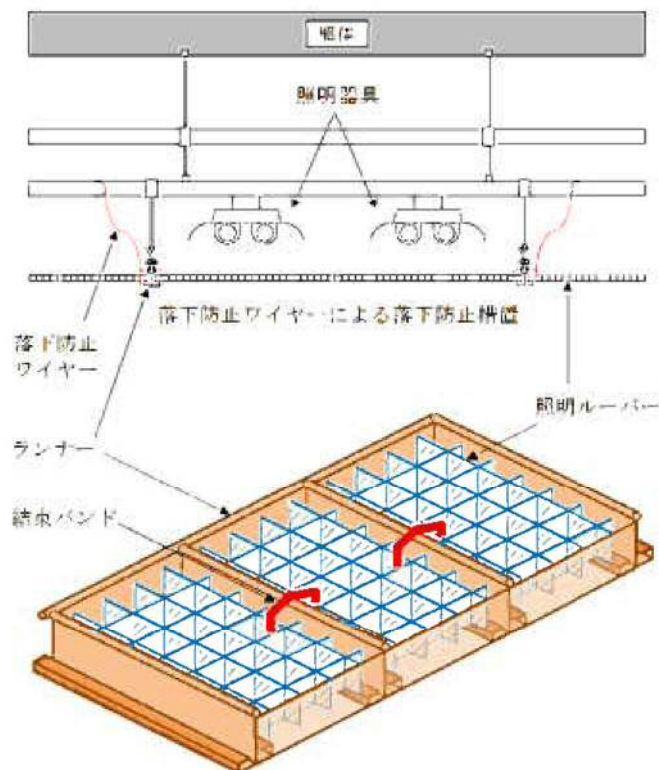 躯体
照明器具
落下防止ワイヤーによる落下防止措置
落下防止
ワイヤー
照明ルーバー
ランナー
結束バンド